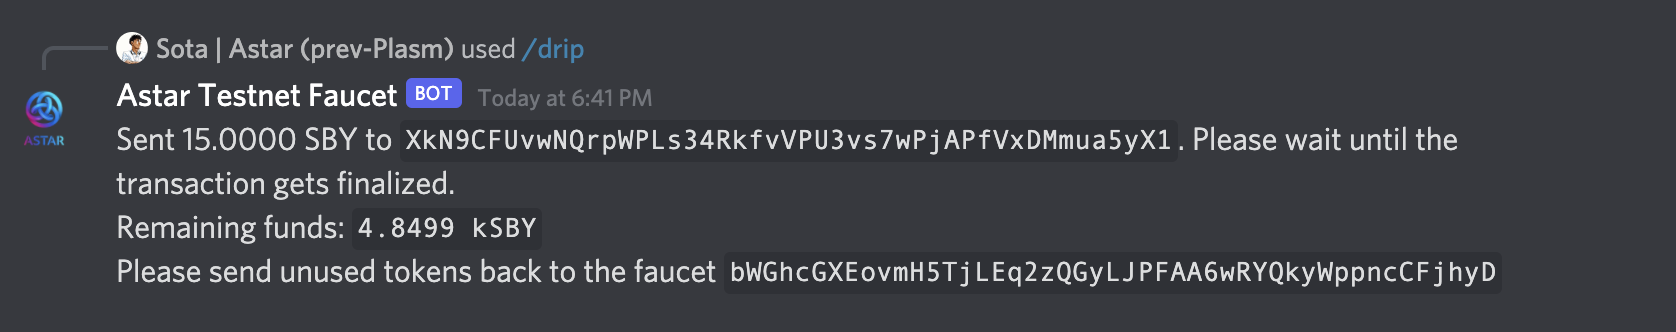 Sota | Astar (prev-Plasm) used /drip
Astar Testnet Faucet BOT Today at 6:41 PM
ASTAR
Sent 15.0000 SBY to XkN9CFUvwNQrpWPLs34RkfvVPU3vs7wPjAPfVxDMmua5yX1. Please wait until the
transaction gets finalized.
Remaining funds: 4.8499 kSBY
Please send unused tokens back to the faucet bWGhcGXEovmH5TjLEq2zQGyLJPFAA6wRYQkyWppncCFjhyD